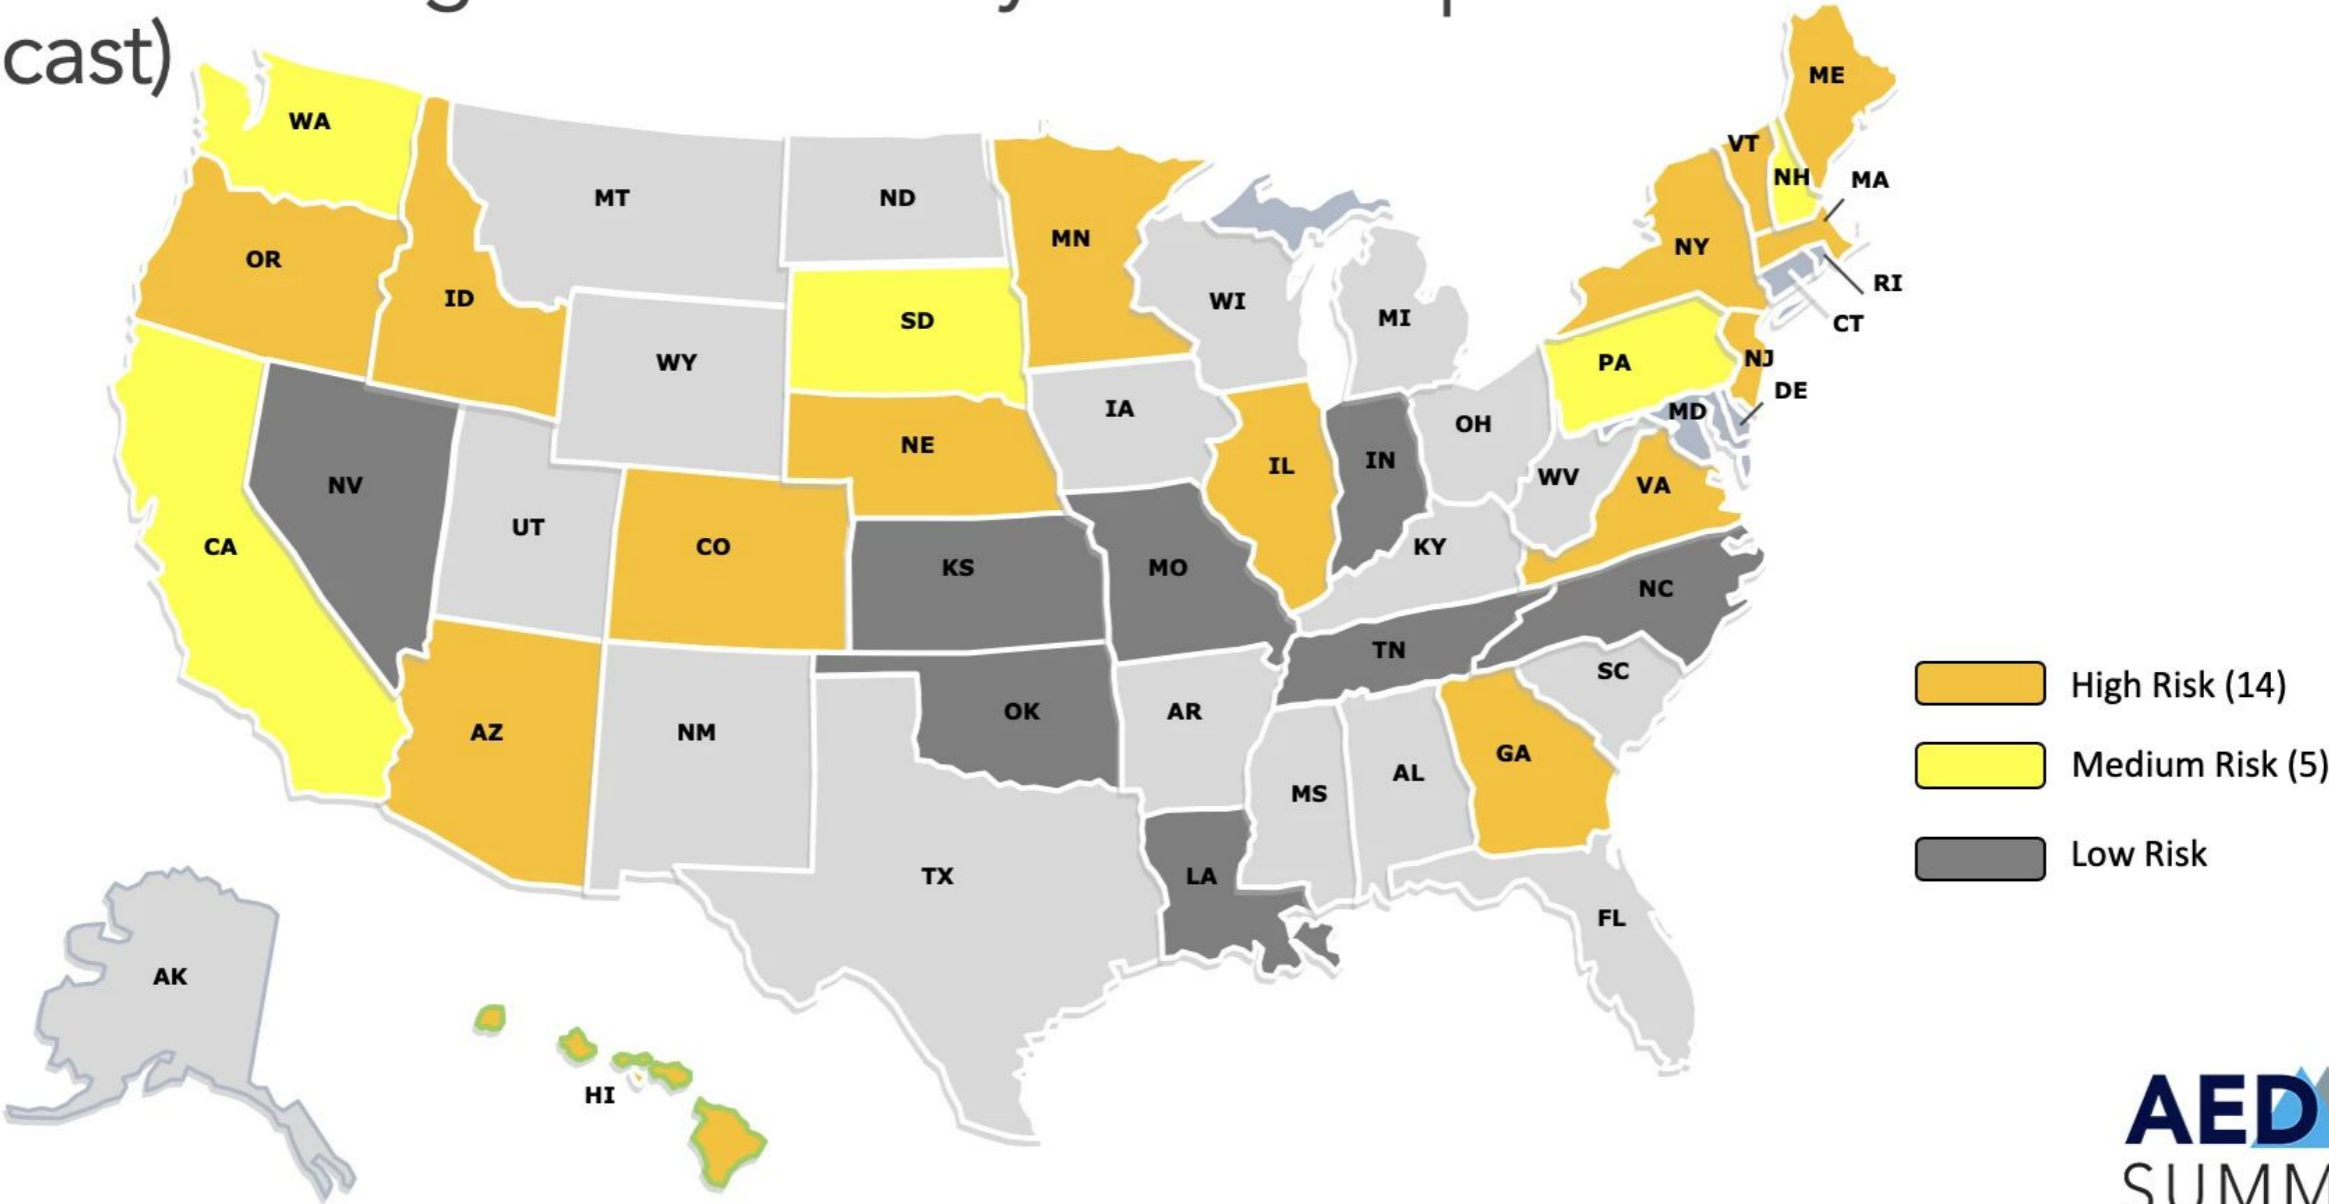 cast)
WA
ME
VT
NH
MA
MT
ND
MN
OR
NY
ID
WI
RI
MI
SD
CT
WY
PA
NJ
DE
IA
MD
OH
NE
IL
IN
WV
NV
VA
UT
CO
CA
KS
MO
KY
NC
TN
SC
High Risk (14)
AZ
NM
OK
AR
GA
Medium Risk (5)
MS
AL
TX
LA
Low Risk
FL
AK
HI
AED
SUMM